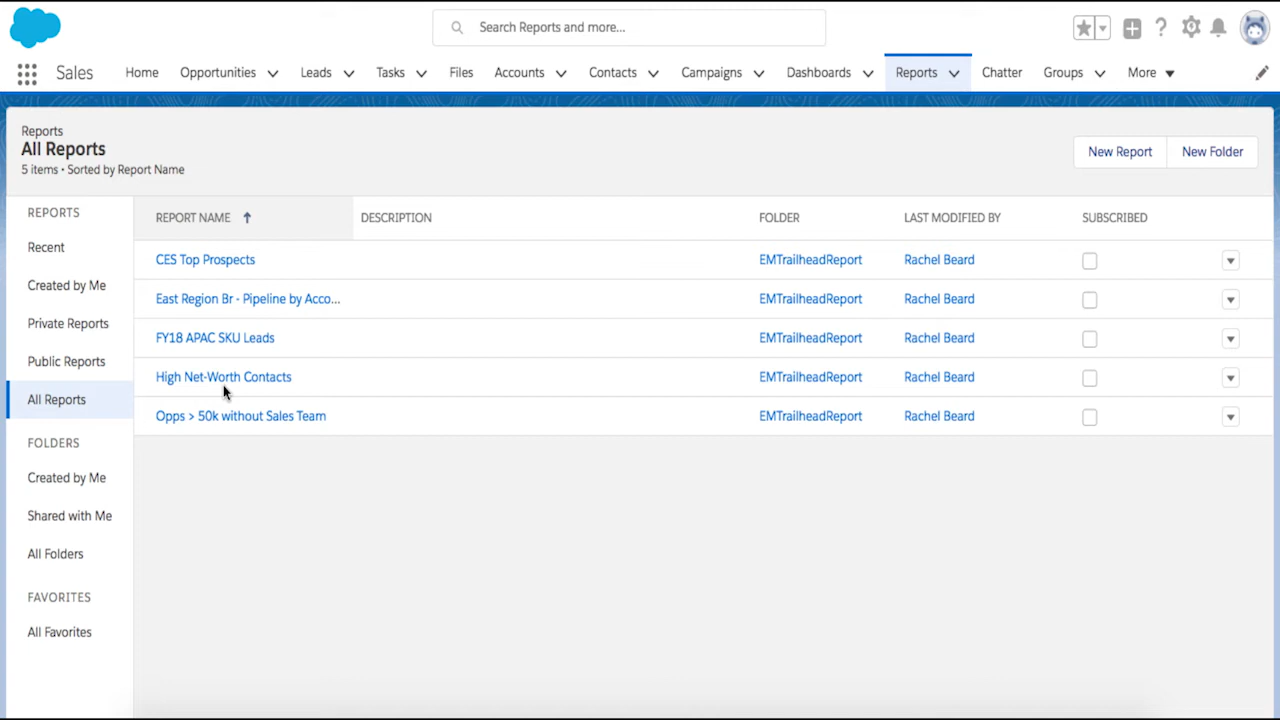 Search Reports and more...
Sales Home Opportunities Leads Tasks Files Accounts Contacts Campaigns Dashboards Reports Chatter Groups More
Reports
All Reports
5 items • Sorted by Report Name
New Report New Folder
REPORTS
Recent
Created by Me
Private Reports
Public Reports
All Reports
FOLDERS
Created by Me
Shared with Me
All Folders
FAVORITES
All Favorites
REPORT NAME DESCRIPTION FOLDER LAST MODIFIED BY SUBSCRIBED
CES Top Prospects EMTrailheadReport Rachel Beard
East Region Br - Pipeline by Acco... EMTrailheadReport Rachel Beard
FY18 APAC SKU Leads EMTrailheadReport Rachel Beard
High Net-Worth Contacts EMTrailheadReport Rachel Beard
Opps > 50k without Sales Team EMTrailheadReport Rachel Beard